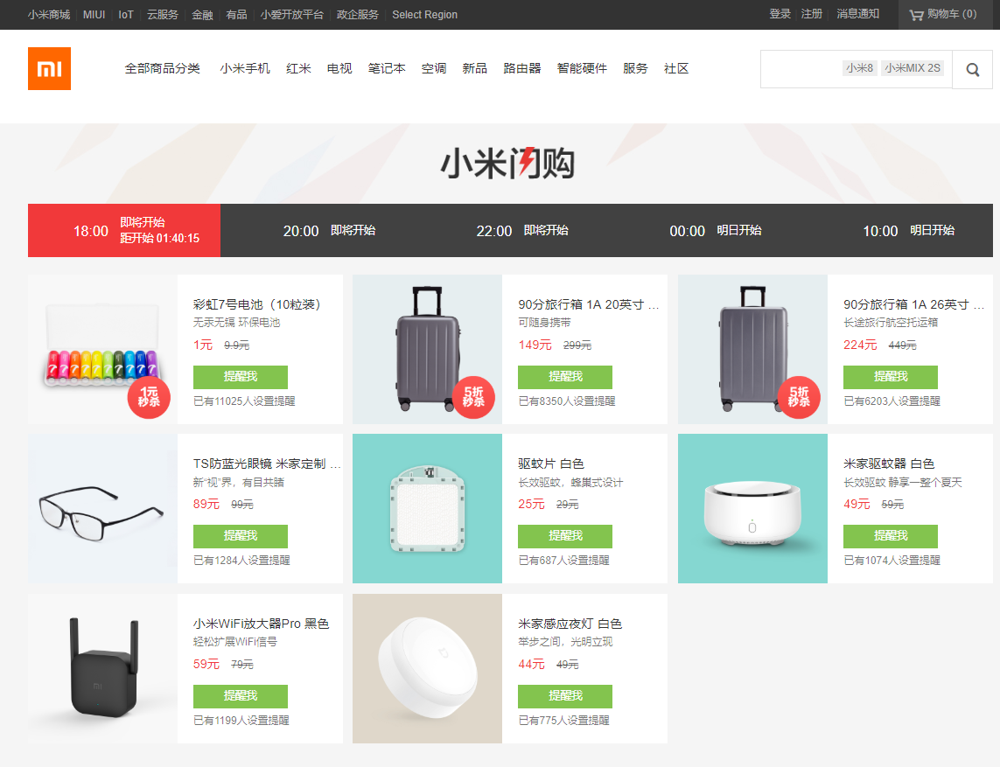 小米商城 MIUI IoT 云服务 金融 有品 小爱开放平台 政企服务 Select Region 登录 注册 消息通知 购物车 (0)
mi 全部商品分类 小米手机 红米 电视 笔记本 空调 新品 路由器 智能硬件 服务 社区 小米8 小米MIX 2S
小米闪购
18:00 即将开始
距开始 01:40:15
20:00 即将开始
22:00 即将开始
00:00 明日开始
10:00 明日开始
彩虹7号电池（10粒装）
无汞无镉 环保电池
1元 9.9元
提醒我
已有11025人设置提醒
1元
秒杀
90分旅行箱 1A 20英寸 ...
可随身携带
149元 299元
提醒我
已有8350人设置提醒
5折
秒杀
90分旅行箱 1A 26英寸 ...
长途旅行航空托运箱
224元 449元
提醒我
已有6203人设置提醒
5折
秒杀
TS防蓝光眼镜 米家定制 ...
新“视”界，有目共睹
89元 99元
提醒我
已有1284人设置提醒
驱蚊片 白色
长效驱蚊，蜂巢式设计
25元 29元
提醒我
已有687人设置提醒
米家驱蚊器 白色
长效驱蚊 静享一整个夏天
49元 59元
提醒我
已有1074人设置提醒
小米WiFi放大器Pro 黑色
轻松扩展WiFi信号
59元 79元
提醒我
已有1199人设置提醒
米家感应夜灯 白色
举步之间，光明立现
44元 49元
提醒我
已有775人设置提醒